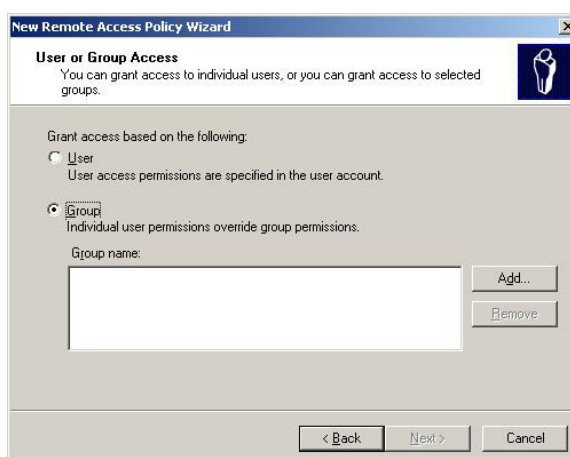 New Remote Access Policy Wizard
User or Group Access
You can grant access to individual users, or you can grant access to selected
groups.
Grant access based on the following:
User
User access permissions are specified in the user account.
Group
Individual user permissions override group permissions.
Group name:
Add...
Remove
< Back
Next >
Cancel